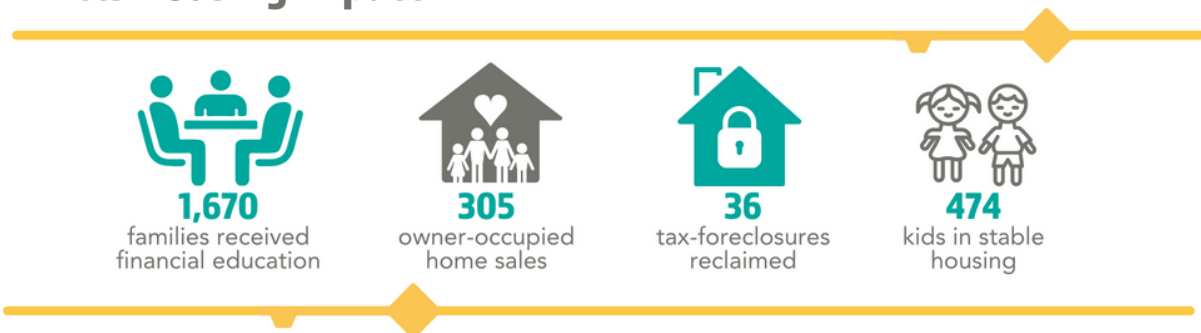 1,670
families received
financial education
305
owner-occupied
home sales
36
tax-foreclosures
reclaimed
474
kids in stable
housing